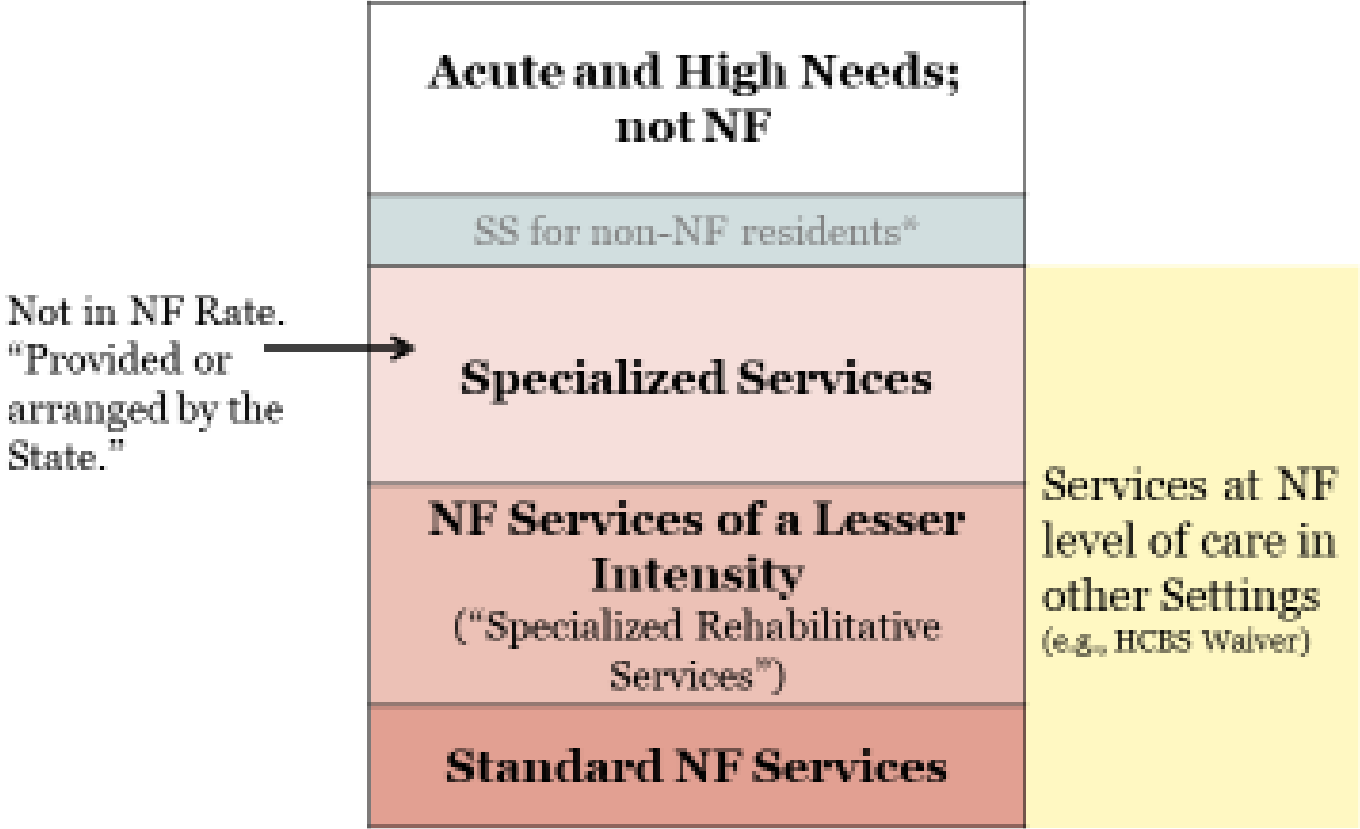 Acute and High Needs;
not NF
SS for non-NF residents*
Not in NF Rate.
“Provided or
arranged by the
State.”
Specialized Services
NF Services of a Lesser
Intensity
(“Specialized Rehabilitative
Services”)
Standard NF Services
Services at NF
level of care in
other Settings
(e.g., HCBS Waiver)